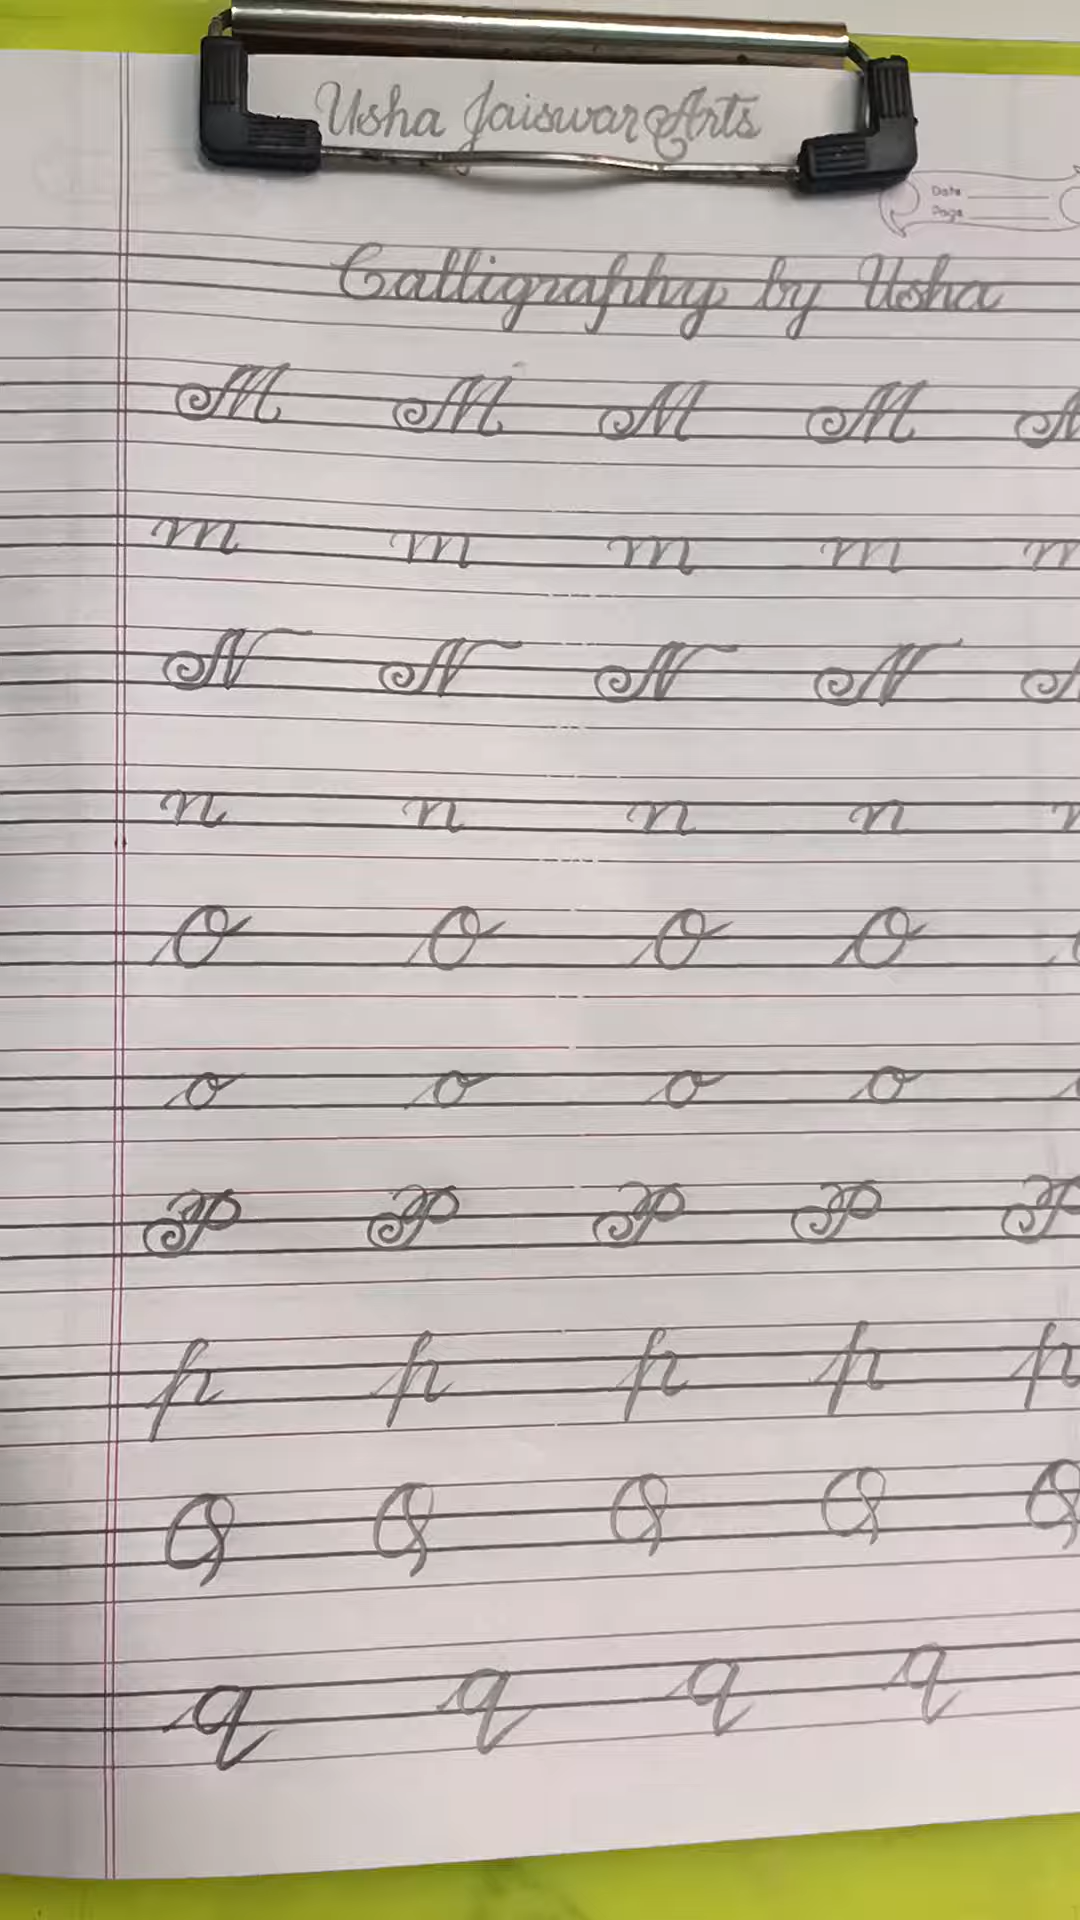 Usha Jaiswar Arts
Date
Page
Calligraphy by Usha
M M M M M
m m m m m
N N N N N
n n n n n
O O O O O
o o o o o
P P P P P
p p p p p
Q Q Q Q Q
q q q q